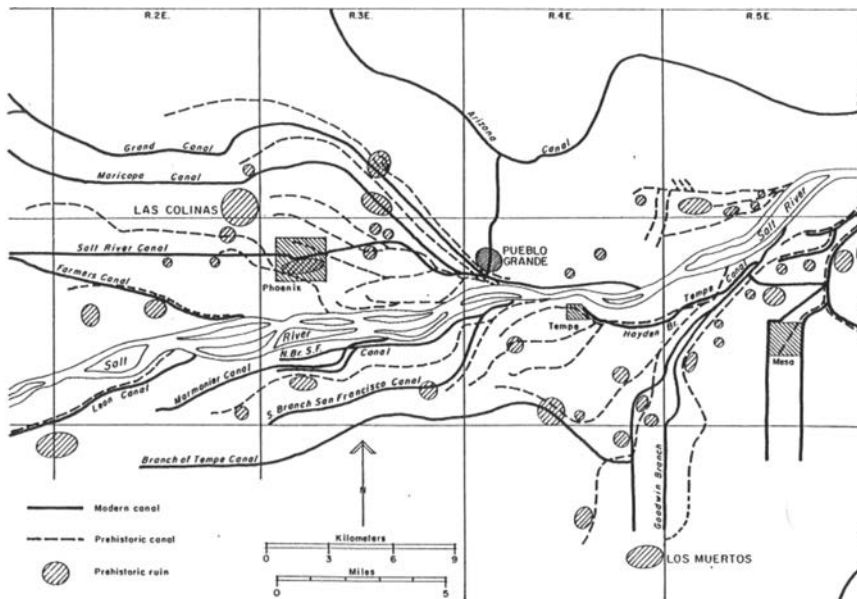 R.2E.
R.3E.
R.4E.
R.5E.
Grand Canal
Maricopa Canal
Arizona
Canal
LAS COLINAS
Salt River Canal
Farmers Canal
Phoenix
PUEBLO
GRANDE
Salt River
Tempe Canal
Tempe
Hayden Br.
Mesa
Salt River
N. Br. S.F. Canal
Marmonier Canal
Leon Canal
S. Branch San Francisco Canal
Branch of Tempe Canal
Goodwin Branch
LOS MUERTOS
N
Modern canal
Prehistoric canal
Prehistoric ruin
Kilometers
0 3 6 9
Miles
0 5